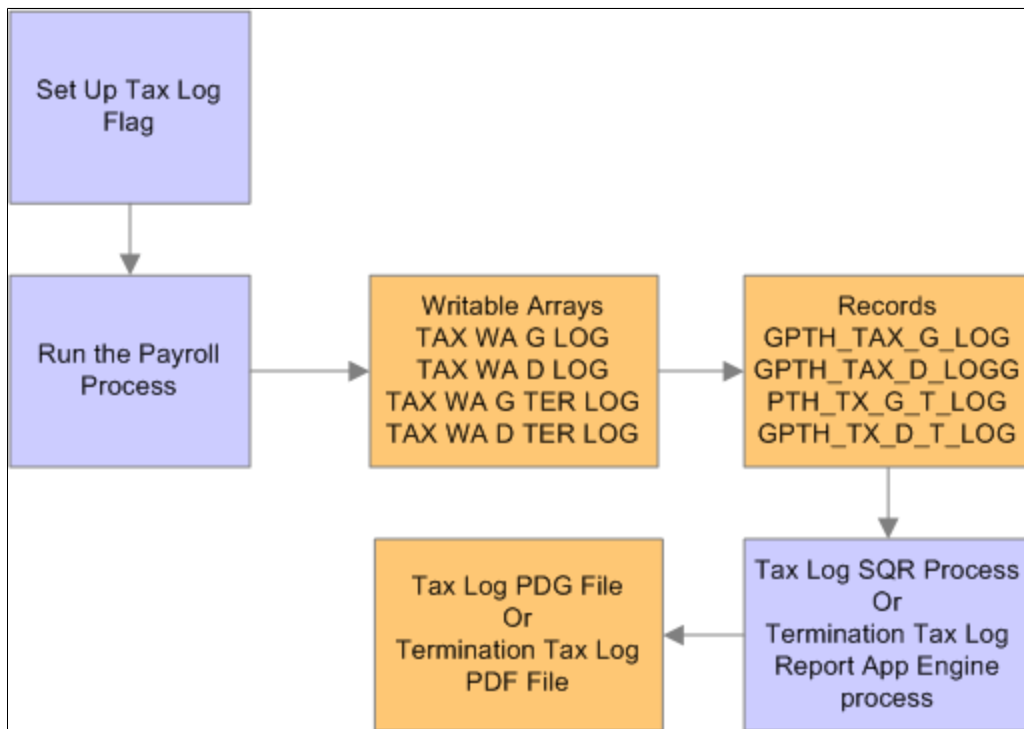 Set Up Tax Log
Flag
Run the Payroll
Process
Writable Arrays
TAX WA G LOG
TAX WA D LOG
TAX WA G TER LOG
TAX WA D TER LOG
Records
GPTH_TAX_G_LOG
GPTH_TAX_D_LOGG
PTH_TX_G_T_LOG
GPTH_TX_D_T_LOG
Tax Log SQR Process
Or
Termination Tax Log
Report App Engine
process
Tax Log PDG File
Or
Termination Tax Log
PDF File